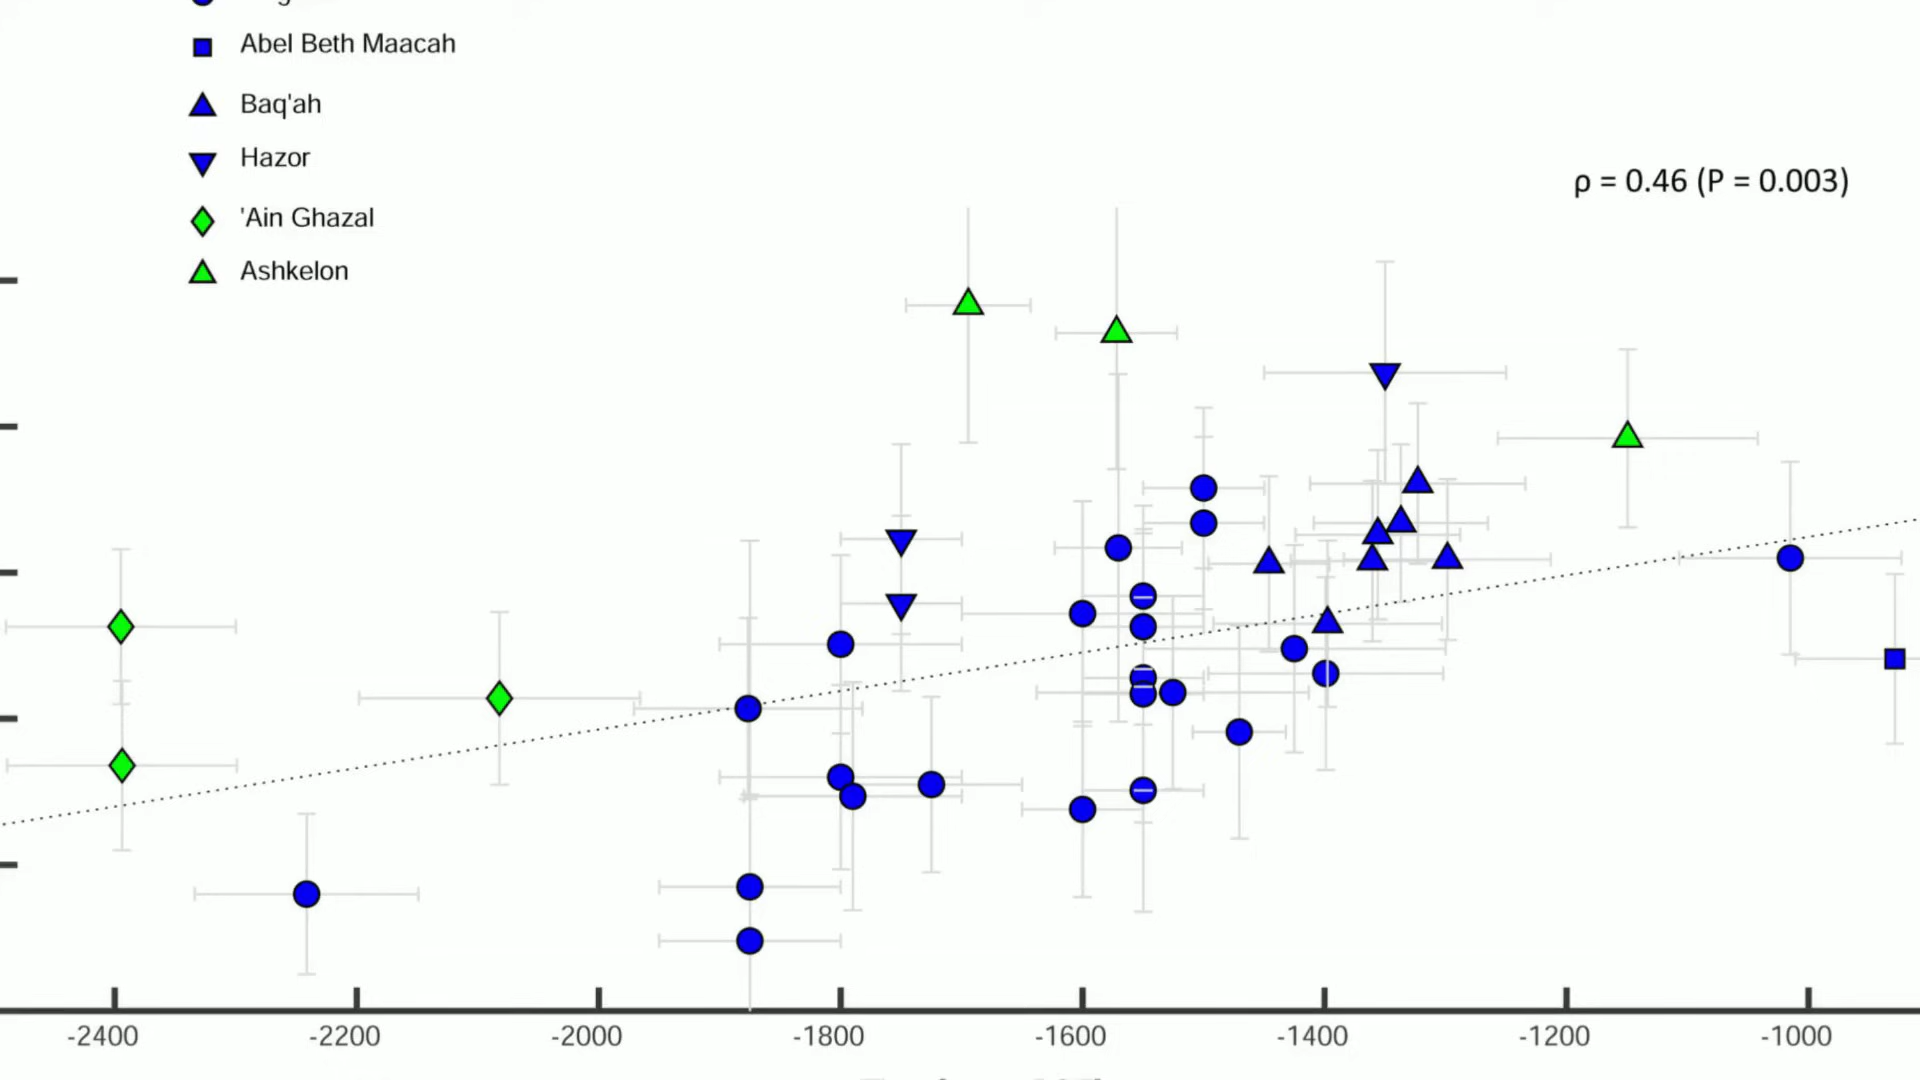 Abel Beth Maacah
Baq'ah
Hazor
'Ain Ghazal
Ashkelon
ρ = 0.46 (P = 0.003)
-2400 -2200 -2000 -1800 -1600 -1400 -1200 -1000